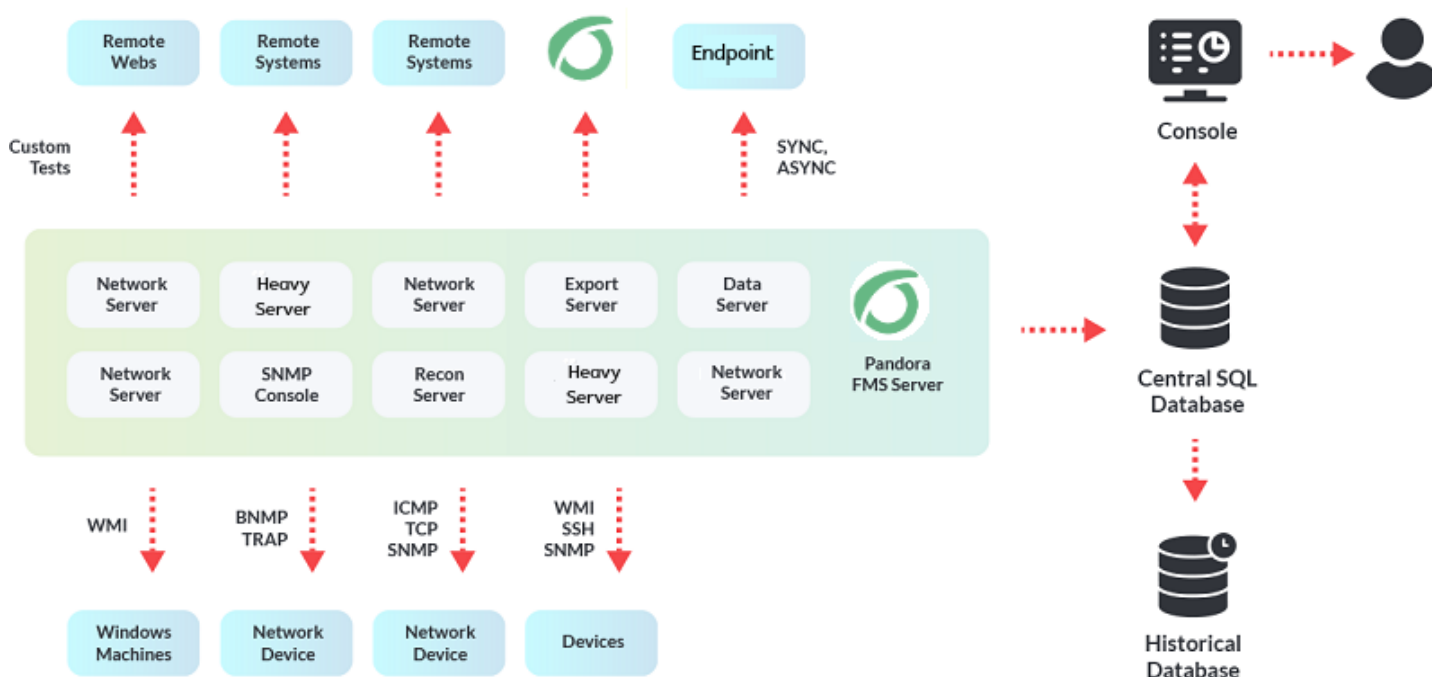 Remote
Webs
Remote
Systems
Remote
Systems
Endpoint
Console
Custom
Tests
SYNC,
ASYNC
Network
Server
Heavy
Server
Network
Server
Export
Server
Data
Server
Network
Server
SNMP
Console
Recon
Server
Heavy
Server
Network
Server
Pandora
FMS Server
Central SQL
Database
WMI
BNMP
TRAP
ICMP
TCP
SNMP
WMI
SSH
SNMP
Windows
Machines
Network
Device
Network
Device
Devices
Historical
Database